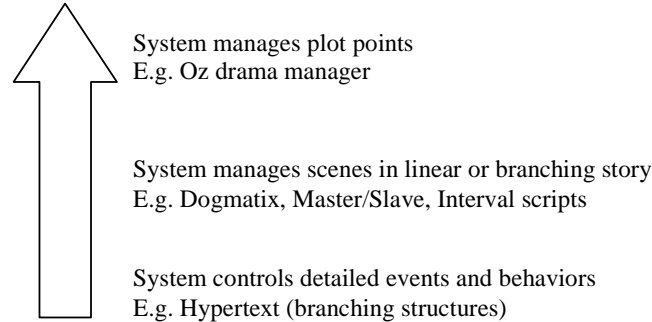 System manages plot points
E.g. Oz drama manager
System manages scenes in linear or branching story
E.g. Dogmatix, Master/Slave, Interval scripts
System controls detailed events and behaviors
E.g. Hypertext (branching structures)